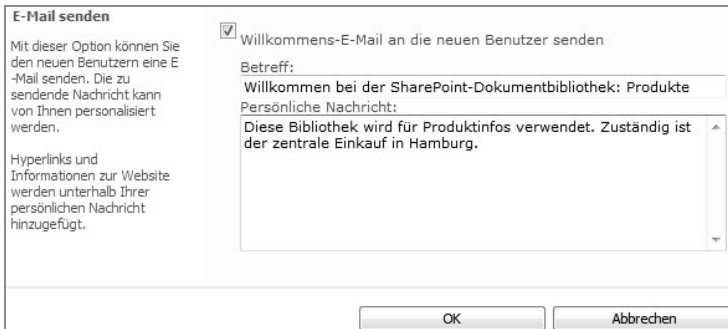 E-Mail senden
Mit dieser Option können Sie
den neuen Benutzern eine E
-Mail senden. Die zu
sendende Nachricht kann
von Ihnen personalisiert
werden.
Hyperlinks und
Informationen zur Website
werden unterhalb Ihrer
persönlichen Nachricht
hinzugefügt.
Willkommens-E-Mail an die neuen Benutzer senden
Betreff:
Willkommen bei der SharePoint-Dokumentbibliothek: Produkte
Persönliche Nachricht:
Diese Bibliothek wird für Produktinfos verwendet. Zuständig ist
der zentrale Einkauf in Hamburg.
OK
Abbrechen